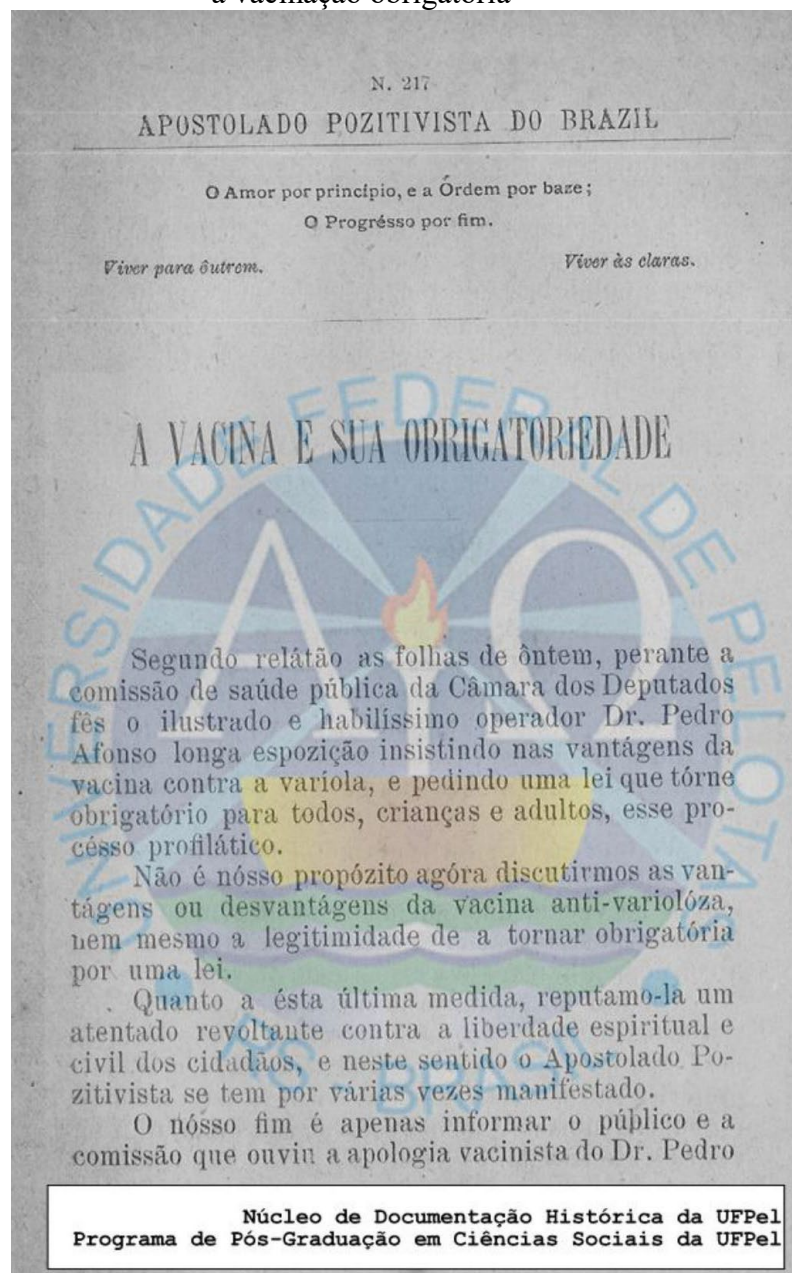 a vacinação obrigatória
N. 217
APOSTOLADO POZITIVISTA DO BRAZIL
O Amor por princípio, e a Órdem por baze;
O Progrésso por fim.
Viver para ôutrem.
Viver às claras.
A VACINA E SUA OBRIGATORIEDADE
Segundo relátão as folhas de ôntem, perante a
comissão de saúde pública da Câmara dos Deputados
fês o ilustrado e habilíssimo operador Dr. Pedro
Afonso longa espozição insistindo nas vantágens da
vacina contra a varíola, e pedindo uma lei que tórne
obrigatório para todos, crianças e adultos, esse pro-
césso profilático.
Não é nósso propózito agóra discutirmos as van-
tágens ou desvantágens da vacina anti-variolóza,
nem mesmo a legitimidade de a tornar obrigatória
por uma lei.
Quanto a ésta última medida, reputamo-la um
atentado revoltante contra a liberdade espiritual e
civil dos cidadãos, e neste sentido o Apostolado Po-
zitivista se tem por várias vezes manifestado.
O nósso fim é apenas informar o público e a
comissão que ouviu a apologia vacinista do Dr. Pedro
UNIVERSIDADE FEDERAL DE PELOTAS
RS - BRASIL
Núcleo de Documentação Histórica da UFPel
Programa de Pós-Graduação em Ciências Sociais da UFPel